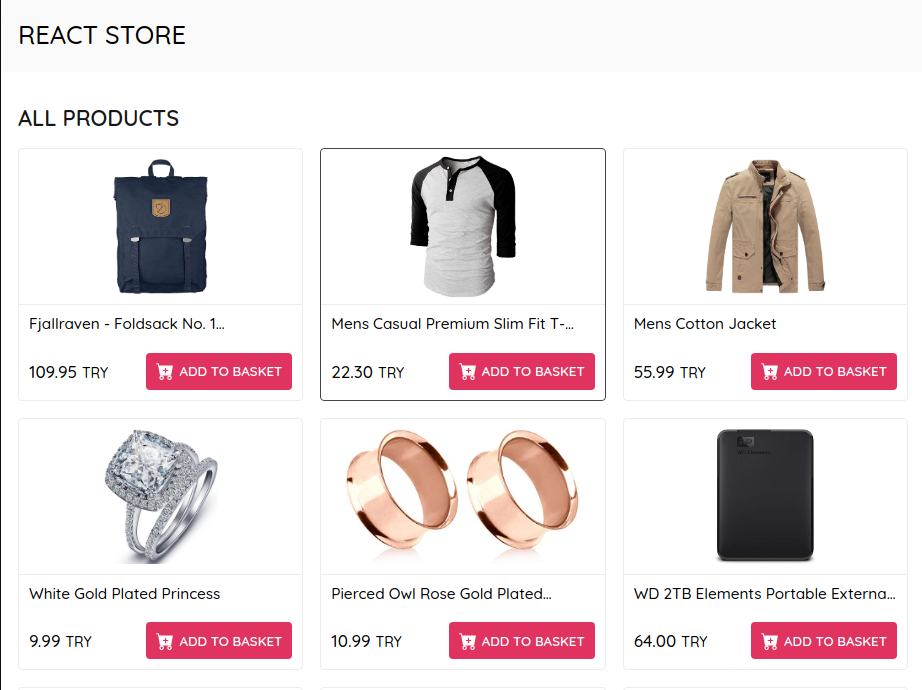 REACT STORE
ALL PRODUCTS
Fjallraven - Foldsack No. 1...
109.95 TRY
ADD TO BASKET
Mens Casual Premium Slim Fit T-...
22.30 TRY
ADD TO BASKET
Mens Cotton Jacket
55.99 TRY
ADD TO BASKET
White Gold Plated Princess
9.99 TRY
ADD TO BASKET
Pierced Owl Rose Gold Plated...
10.99 TRY
ADD TO BASKET
WD Elements
WD 2TB Elements Portable Externa...
64.00 TRY
ADD TO BASKET